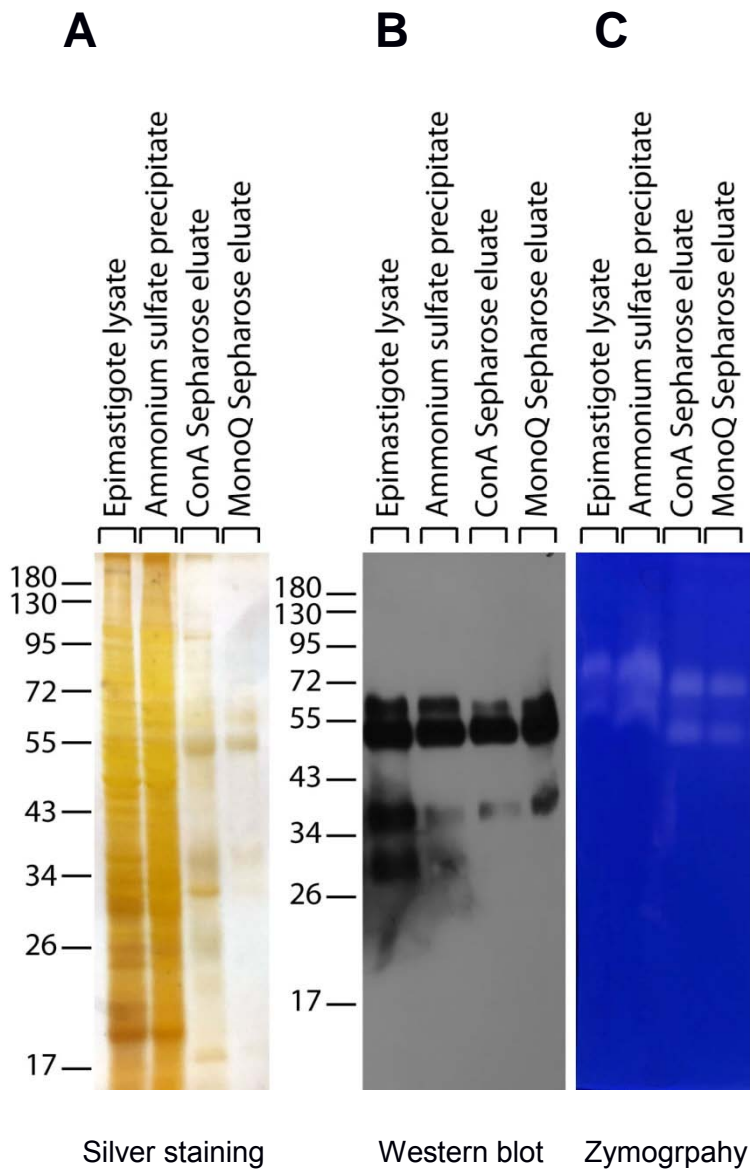 A
B
C
Epimastigote lysate
Ammonium sulfate precipitate
ConA Sepharose eluate
MonoQ Sepharose eluate
Epimastigote lysate
Ammonium sulfate precipitate
ConA Sepharose eluate
MonoQ Sepharose eluate
Epimastigote lysate
Ammonium sulfate precipitate
ConA Sepharose eluate
MonoQ Sepharose eluate
180
130
95
72
55
43
34
26
17
180
130
95
72
55
43
34
26
17
Silver staining
Western blot
Zymogrpahy